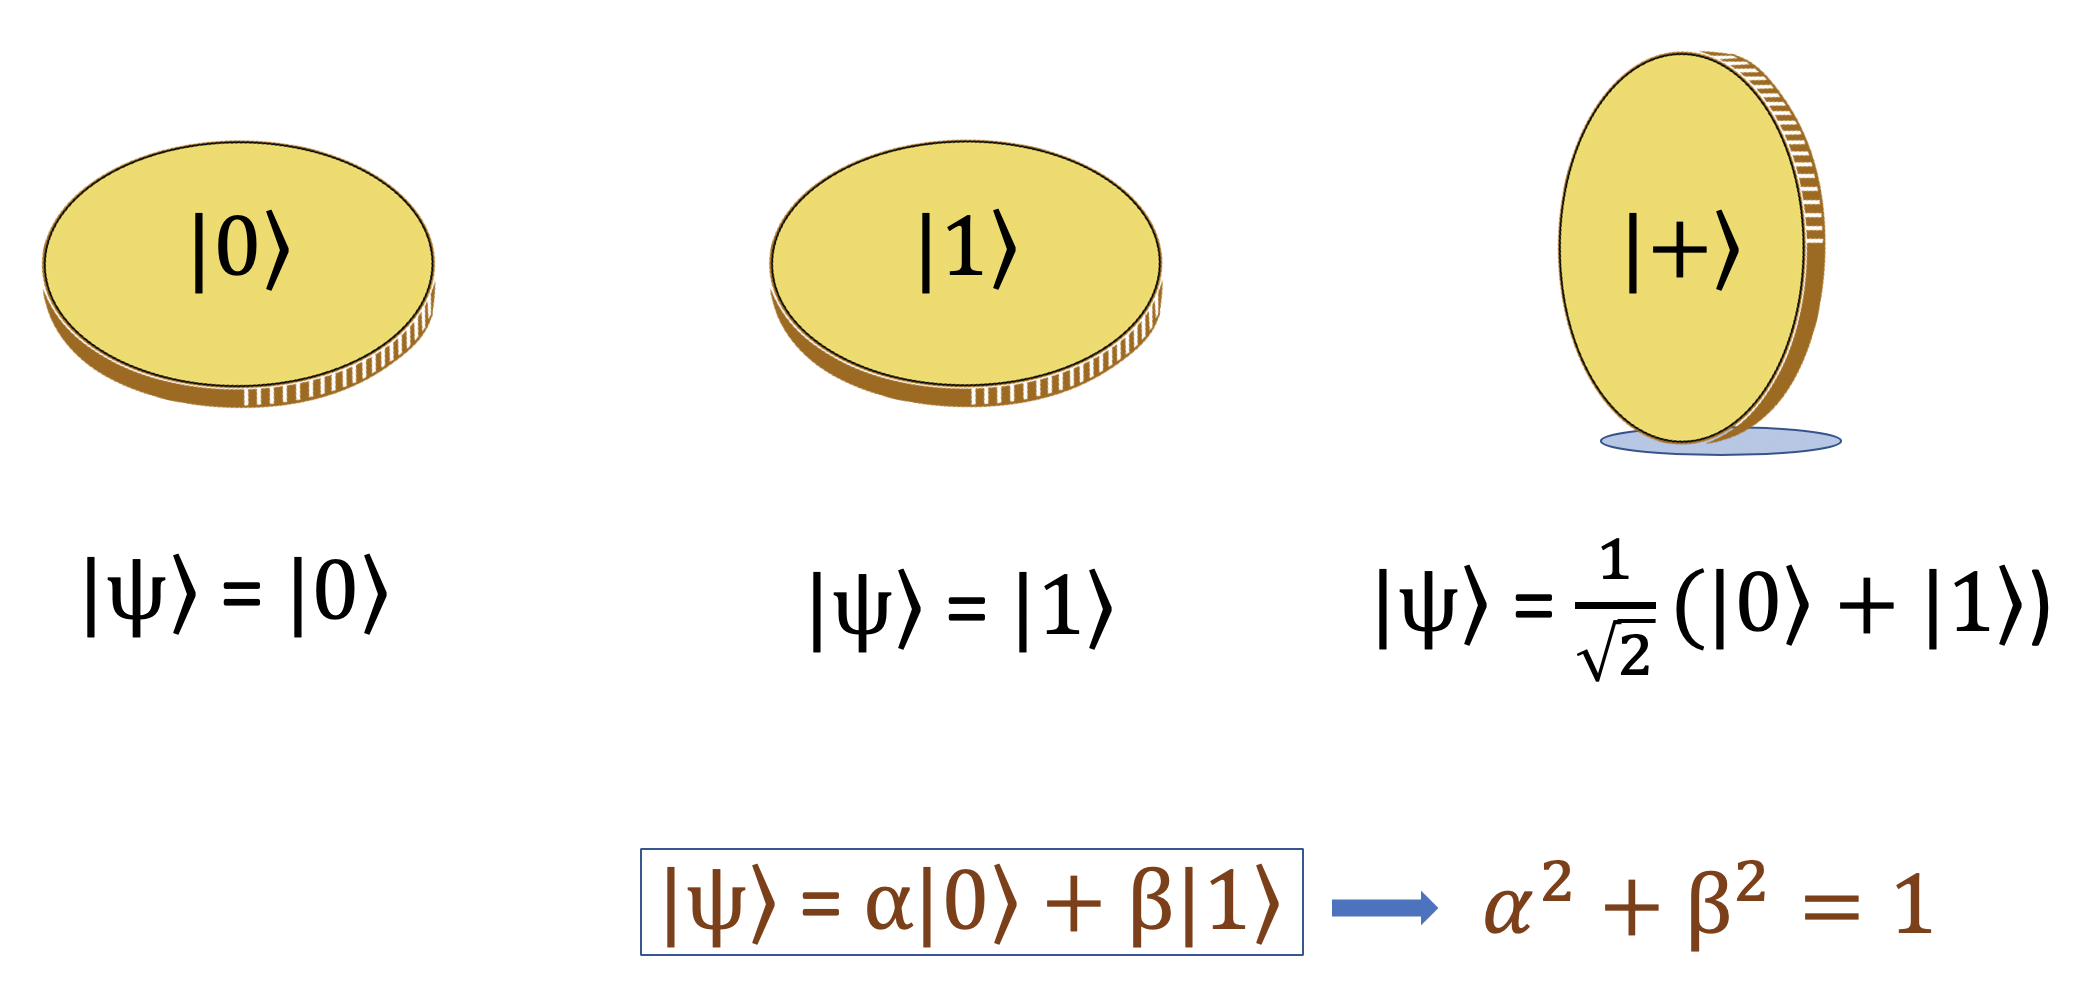 |0⟩
|1⟩
|+⟩
|ψ⟩ = |0⟩
|ψ⟩ = |1⟩
|ψ⟩ = 1/√2 (|0⟩ + |1⟩)
|ψ⟩ = α|0⟩ + β|1⟩
α² + β² = 1